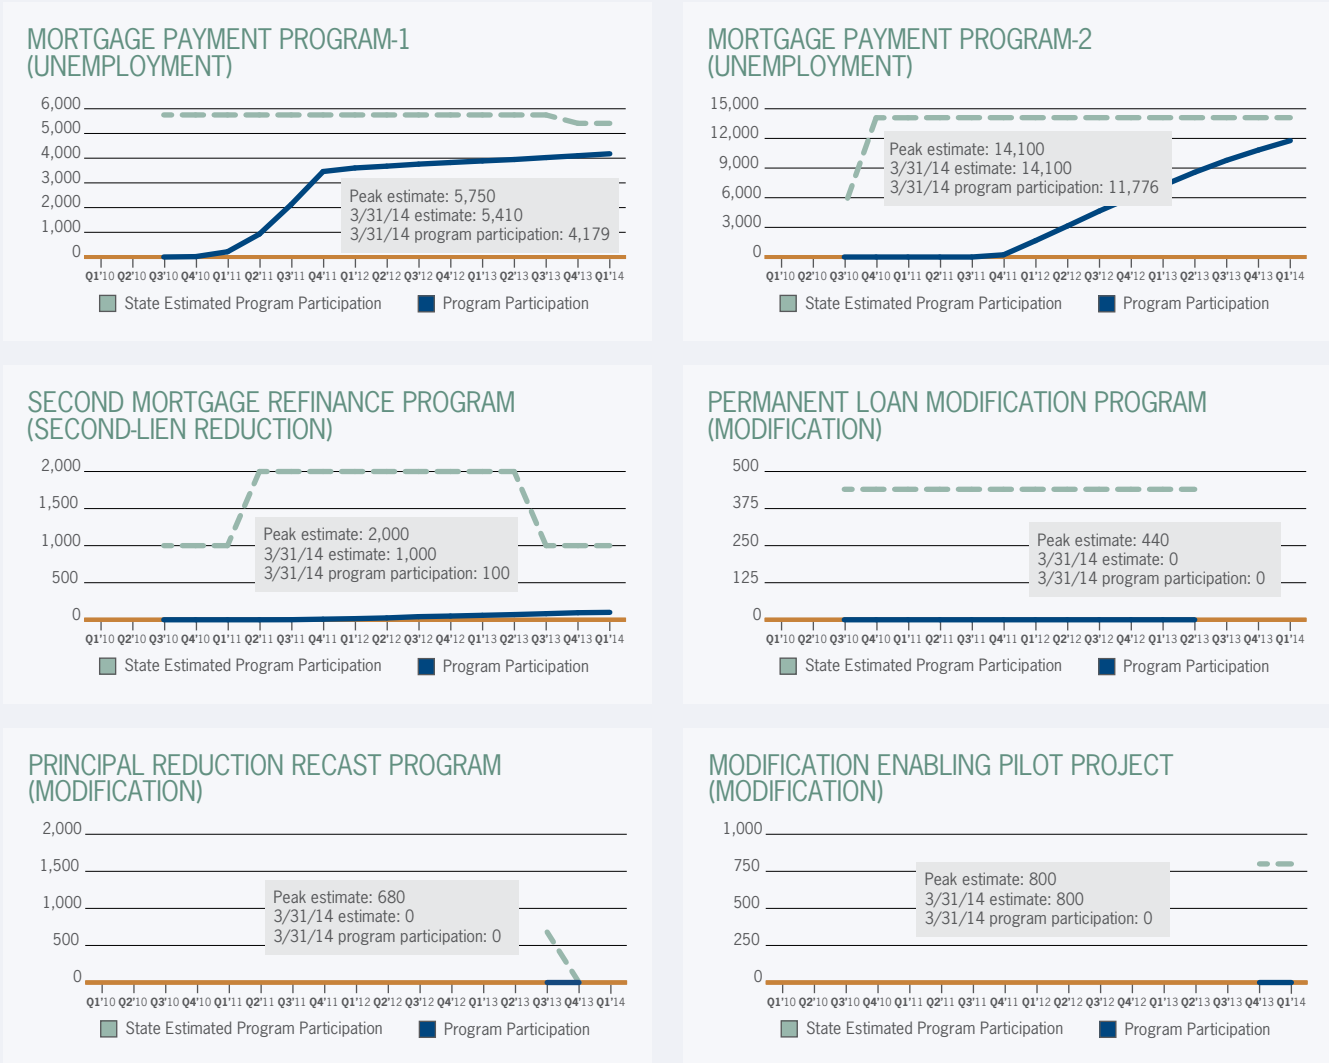 MORTGAGE PAYMENT PROGRAM-1
(UNEMPLOYMENT)
6,000
5,000
4,000
3,000
2,000
1,000
0
Peak estimate: 5,750
3/31/14 estimate: 5,410
3/31/14 program participation: 4,179
Q1'10 Q2'10 Q3'10 Q4'10 Q1'11 Q2'11 Q3'11 Q4'11 Q1'12 Q2'12 Q3'12 Q4'12 Q1'13 Q2'13 Q3'13 Q4'13 Q1'14
State Estimated Program Participation Program Participation
MORTGAGE PAYMENT PROGRAM-2
(UNEMPLOYMENT)
15,000
12,000
9,000
6,000
3,000
0
Peak estimate: 14,100
3/31/14 estimate: 14,100
3/31/14 program participation: 11,776
Q1'10 Q2'10 Q3'10 Q4'10 Q1'11 Q2'11 Q3'11 Q4'11 Q1'12 Q2'12 Q3'12 Q4'12 Q1'13 Q2'13 Q3'13 Q4'13 Q1'14
State Estimated Program Participation Program Participation
SECOND MORTGAGE REFINANCE PROGRAM
(SECOND-LIEN REDUCTION)
2,000
1,500
1,000
500
0
Peak estimate: 2,000
3/31/14 estimate: 1,000
3/31/14 program participation: 100
Q1'10 Q2'10 Q3'10 Q4'10 Q1'11 Q2'11 Q3'11 Q4'11 Q1'12 Q2'12 Q3'12 Q4'12 Q1'13 Q2'13 Q3'13 Q4'13 Q1'14
State Estimated Program Participation Program Participation
PERMANENT LOAN MODIFICATION PROGRAM
(MODIFICATION)
500
375
250
125
0
Peak estimate: 440
3/31/14 estimate: 0
3/31/14 program participation: 0
Q1'10 Q2'10 Q3'10 Q4'10 Q1'11 Q2'11 Q3'11 Q4'11 Q1'12 Q2'12 Q3'12 Q4'12 Q1'13 Q2'13 Q3'13 Q4'13 Q1'14
State Estimated Program Participation Program Participation
PRINCIPAL REDUCTION RECAST PROGRAM
(MODIFICATION)
2,000
1,500
1,000
500
0
Peak estimate: 680
3/31/14 estimate: 0
3/31/14 program participation: 0
Q1'10 Q2'10 Q3'10 Q4'10 Q1'11 Q2'11 Q3'11 Q4'11 Q1'12 Q2'12 Q3'12 Q4'12 Q1'13 Q2'13 Q3'13 Q4'13 Q1'14
State Estimated Program Participation Program Participation
MODIFICATION ENABLING PILOT PROJECT
(MODIFICATION)
1,000
750
500
250
0
Peak estimate: 800
3/31/14 estimate: 800
3/31/14 program participation: 0
Q1'10 Q2'10 Q3'10 Q4'10 Q1'11 Q2'11 Q3'11 Q4'11 Q1'12 Q2'12 Q3'12 Q4'12 Q1'13 Q2'13 Q3'13 Q4'13 Q1'14
State Estimated Program Participation Program Participation